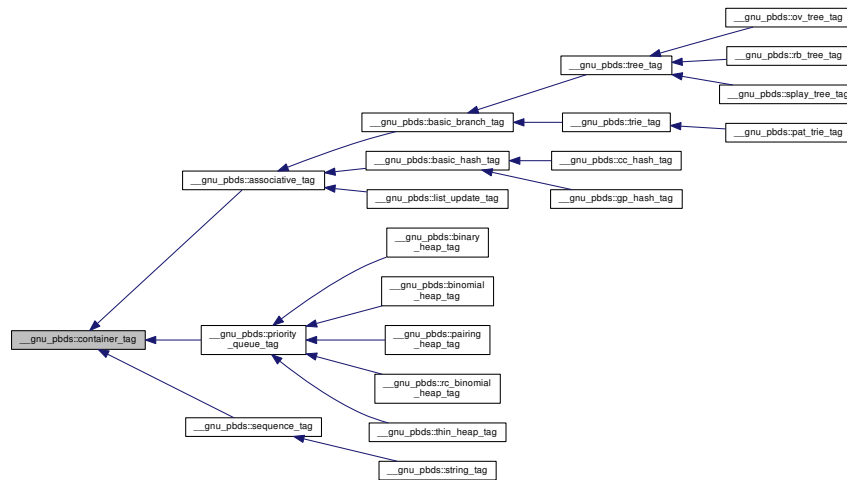 __gnu_pbds::ov_tree_tag
__gnu_pbds::rb_tree_tag
__gnu_pbds::tree_tag
__gnu_pbds::splay_tree_tag
__gnu_pbds::basic_branch_tag
__gnu_pbds::trie_tag
__gnu_pbds::pat_trie_tag
__gnu_pbds::basic_hash_tag
__gnu_pbds::cc_hash_tag
__gnu_pbds::associative_tag
__gnu_pbds::list_update_tag
__gnu_pbds::gp_hash_tag
__gnu_pbds::binary
_heap_tag
__gnu_pbds::binomial
_heap_tag
__gnu_pbds::container_tag
__gnu_pbds::priority
_queue_tag
__gnu_pbds::pairing
_heap_tag
__gnu_pbds::rc_binomial
_heap_tag
__gnu_pbds::sequence_tag
__gnu_pbds::thin_heap_tag
__gnu_pbds::string_tag